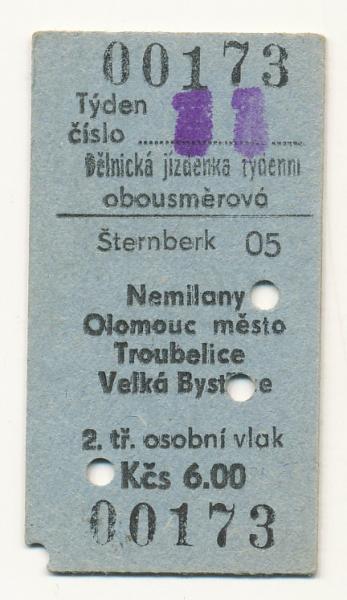 00173
Týden
číslo 11
Dělnická jízdenka týdenní
obousměrová
Šternberk 05
Nemilany
Olomouc město
Troubelice
Velká Bystřice
2. tř. osobní vlak
Kčs 6.00
00173